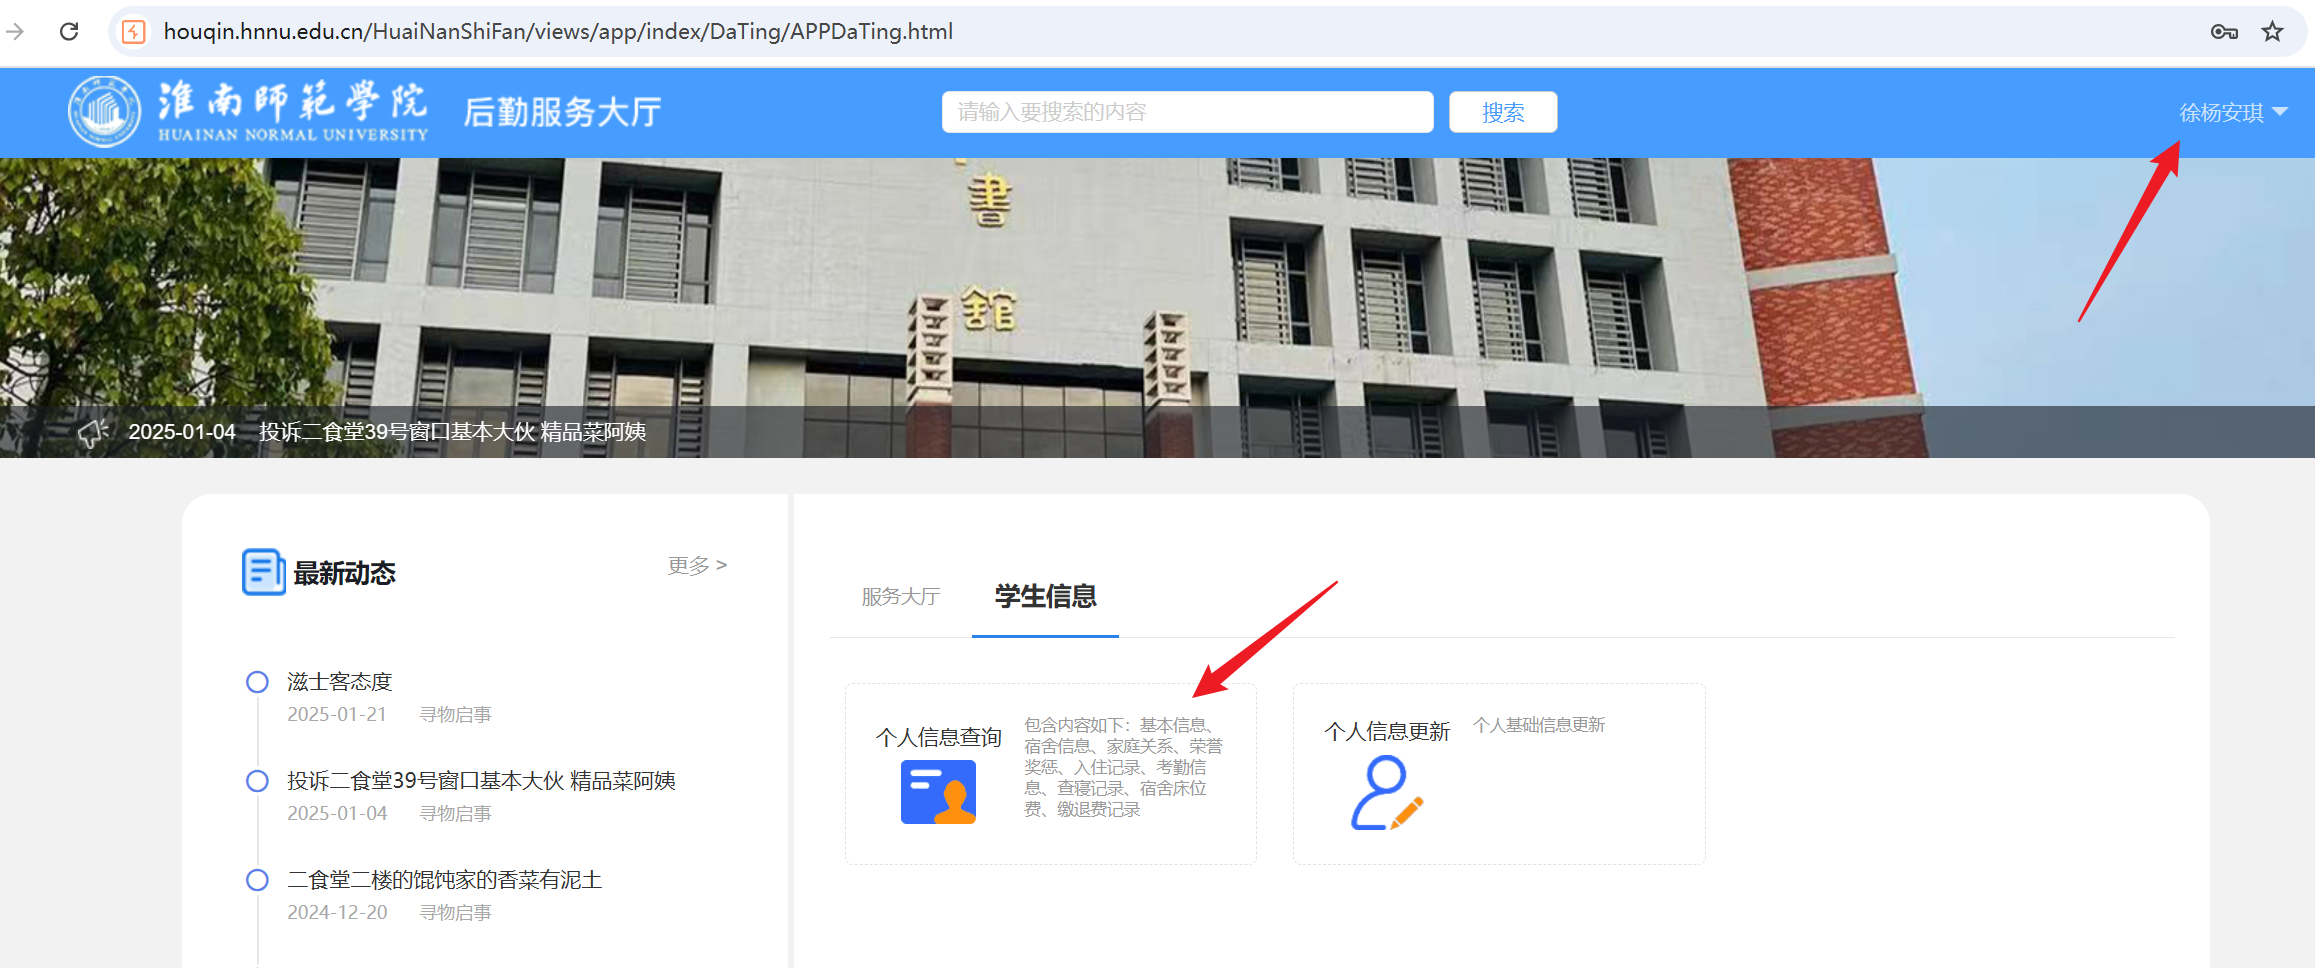 houqin.hnnu.edu.cn/HuaiNanShiFan/views/app/index/DaTing/APPDaTing.html
淮南師範學院
HUAINAN NORMAL UNIVERSITY
后勤服务大厅
请输入要搜索的内容
搜索
徐杨安琪
書
館
2025-01-04 投诉二食堂39号窗口基本大伙 精品菜阿姨
最新动态
更多 >
滋士客态度
2025-01-21 寻物启事
投诉二食堂39号窗口基本大伙 精品菜阿姨
2025-01-04 寻物启事
二食堂二楼的馄饨家的香菜有泥土
2024-12-20 寻物启事
服务大厅
学生信息
个人信息查询
包含内容如下：基本信息、
宿舍信息、家庭关系、荣誉
奖惩、入住记录、考勤信
息、查寝记录、宿舍床位
费、缴退费记录
个人信息更新
个人基础信息更新